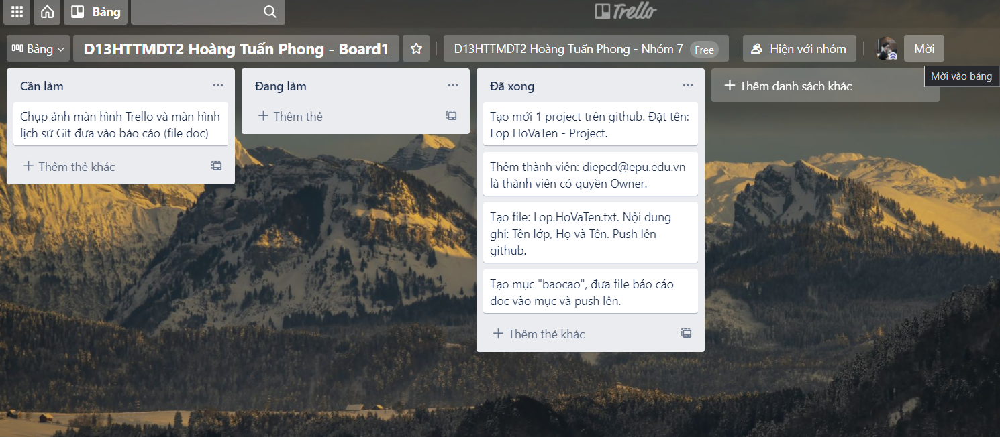 Bảng
Trello
Bảng
D13HTTMDT2 Hoàng Tuấn Phong - Board1
D13HTTMDT2 Hoàng Tuấn Phong - Nhóm 7 Free
Hiện với nhóm
Mời
Mời vào bảng
Cần làm
Chụp ảnh màn hình Trello và màn hình
lịch sử Git đưa vào báo cáo (file doc)
+ Thêm thẻ khác
Đang làm
+ Thêm thẻ
Đã xong
Tạo mới 1 project trên github. Đặt tên:
Lop HoVaTen - Project.
Thêm thành viên: diepcd@epu.edu.vn
là thành viên có quyền Owner.
Tạo file: Lop.HoVaTen.txt. Nội dung
ghi: Tên lớp, Họ và Tên. Push lên
github.
Tạo mục "baocao", đưa file báo cáo
doc vào mục và push lên.
+ Thêm thẻ khác
+ Thêm danh sách khác